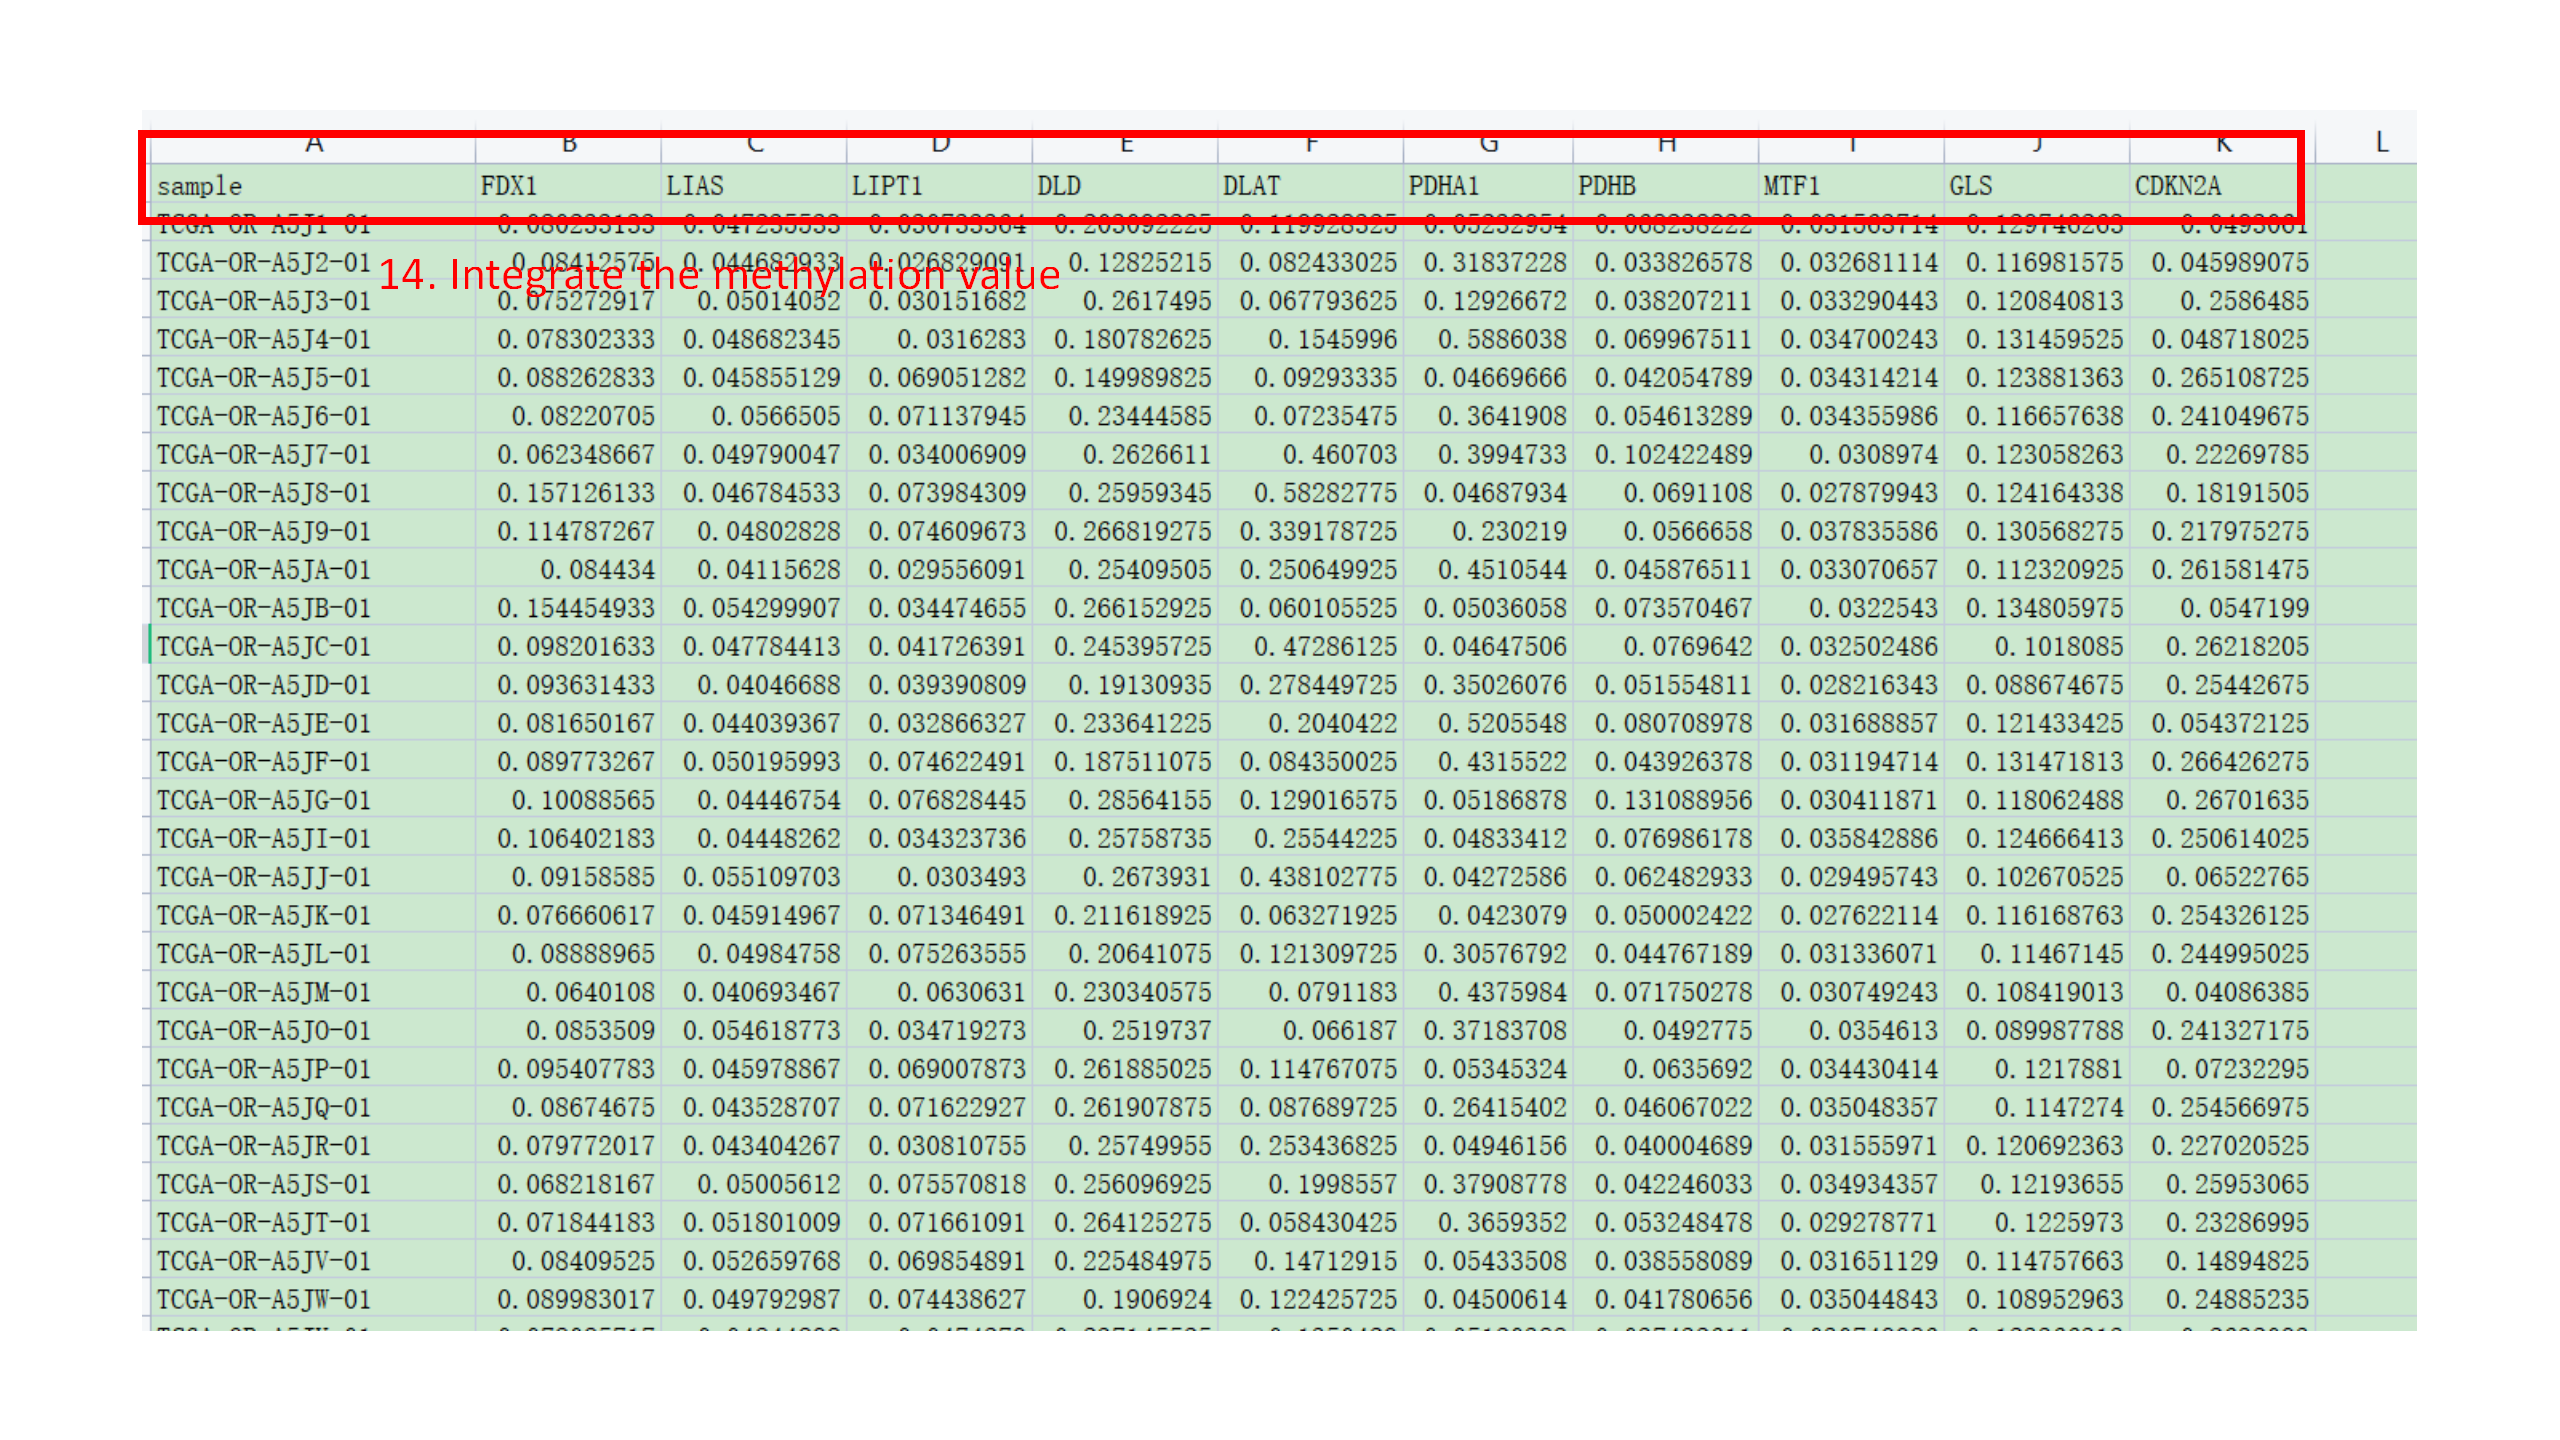 A B C D E F G H I J K L
sample FDX1 LIAS LIPT1 DLD DLAT PDHA1 PDHB MTF1 GLS CDKN2A
TCGA-OR-A5J1-01 0.080233133 0.047235533 0.030733364 0.203092225 0.119928325 0.05232954 0.068238222 0.031563714 0.129746263 0.0493061
TCGA-OR-A5J2-01 0.08412575 0.044682933 0.026829091 0.12825215 0.082433025 0.31837228 0.033826578 0.032681114 0.116981575 0.045989075
14. Integrate the methylation value
TCGA-OR-A5J3-01 0.075272917 0.05014052 0.030151682 0.2617495 0.067793625 0.12926672 0.038207211 0.033290443 0.120840813 0.2586485
TCGA-OR-A5J4-01 0.078302333 0.048682345 0.0316283 0.180782625 0.1545996 0.5886038 0.069967511 0.034700243 0.131459525 0.048718025
TCGA-OR-A5J5-01 0.088262833 0.045855129 0.069051282 0.149989825 0.09293335 0.04669666 0.042054789 0.034314214 0.123881363 0.265108725
TCGA-OR-A5J6-01 0.08220705 0.0566505 0.071137945 0.23444585 0.07235475 0.3641908 0.054613289 0.034355986 0.116657638 0.241049675
TCGA-OR-A5J7-01 0.062348667 0.049790047 0.034006909 0.2626611 0.460703 0.3994733 0.102422489 0.0308974 0.123058263 0.22269785
TCGA-OR-A5J8-01 0.157126133 0.046784533 0.073984309 0.25959345 0.58282775 0.04687934 0.0691108 0.027879943 0.124164338 0.18191505
TCGA-OR-A5J9-01 0.114787267 0.04802828 0.074609673 0.266819275 0.339178725 0.230219 0.0566658 0.037835586 0.130568275 0.217975275
TCGA-OR-A5JA-01 0.084434 0.04115628 0.029556091 0.25409505 0.250649925 0.4510544 0.045876511 0.033070657 0.112320925 0.261581475
TCGA-OR-A5JB-01 0.154454933 0.054299907 0.034474655 0.266152925 0.060105525 0.05036058 0.073570467 0.0322543 0.134805975 0.0547199
TCGA-OR-A5JC-01 0.098201633 0.047784413 0.041726391 0.245395725 0.47286125 0.04647506 0.0769642 0.032502486 0.1018085 0.26218205
TCGA-OR-A5JD-01 0.093631433 0.04046688 0.039390809 0.19130935 0.278449725 0.35026076 0.051554811 0.028216343 0.088674675 0.25442675
TCGA-OR-A5JE-01 0.081650167 0.044039367 0.032866327 0.233641225 0.2040422 0.5205548 0.080708978 0.031688857 0.121433425 0.054372125
TCGA-OR-A5JF-01 0.089773267 0.050195993 0.074622491 0.187511075 0.084350025 0.4315522 0.043926378 0.031194714 0.131471813 0.266426275
TCGA-OR-A5JG-01 0.10088565 0.04446754 0.076828445 0.28564155 0.129016575 0.05186878 0.131088956 0.030411871 0.118062488 0.26701635
TCGA-OR-A5JI-01 0.106402183 0.04448262 0.034323736 0.25758735 0.25544225 0.04833412 0.076986178 0.035842886 0.124666413 0.250614025
TCGA-OR-A5JJ-01 0.09158585 0.055109703 0.0303493 0.2673931 0.438102775 0.04272586 0.062482933 0.029495743 0.102670525 0.06522765
TCGA-OR-A5JK-01 0.076660617 0.045914967 0.071346491 0.211618925 0.063271925 0.0423079 0.050002422 0.027622114 0.116168763 0.254326125
TCGA-OR-A5JL-01 0.08888965 0.04984758 0.075263555 0.20641075 0.121309725 0.30576792 0.044767189 0.031336071 0.11467145 0.244995025
TCGA-OR-A5JM-01 0.0640108 0.040693467 0.0630631 0.230340575 0.0791183 0.4375984 0.071750278 0.030749243 0.108419013 0.04086385
TCGA-OR-A5JO-01 0.0853509 0.054618773 0.034719273 0.2519737 0.066187 0.37183708 0.0492775 0.0354613 0.089987788 0.241327175
TCGA-OR-A5JP-01 0.095407783 0.045978867 0.069007873 0.261885025 0.114767075 0.05345324 0.0635692 0.034430414 0.1217881 0.07232295
TCGA-OR-A5JQ-01 0.08674675 0.043528707 0.071622927 0.261907875 0.087689725 0.26415402 0.046067022 0.035048357 0.1147274 0.254566975
TCGA-OR-A5JR-01 0.079772017 0.043404267 0.030810755 0.25749955 0.253436825 0.04946156 0.040004689 0.031555971 0.120692363 0.227020525
TCGA-OR-A5JS-01 0.068218167 0.05005612 0.075570818 0.256096925 0.1998557 0.37908778 0.042246033 0.034934357 0.12193655 0.25953065
TCGA-OR-A5JT-01 0.071844183 0.051801009 0.071661091 0.264125275 0.058430425 0.3659352 0.053248478 0.029278771 0.1225973 0.23286995
TCGA-OR-A5JV-01 0.08409525 0.052659768 0.069854891 0.225484975 0.14712915 0.05433508 0.038558089 0.031651129 0.114757663 0.14894825
TCGA-OR-A5JW-01 0.089983017 0.049792987 0.074438627 0.1906924 0.122425725 0.04500614 0.041780656 0.035044843 0.108952963 0.24885235